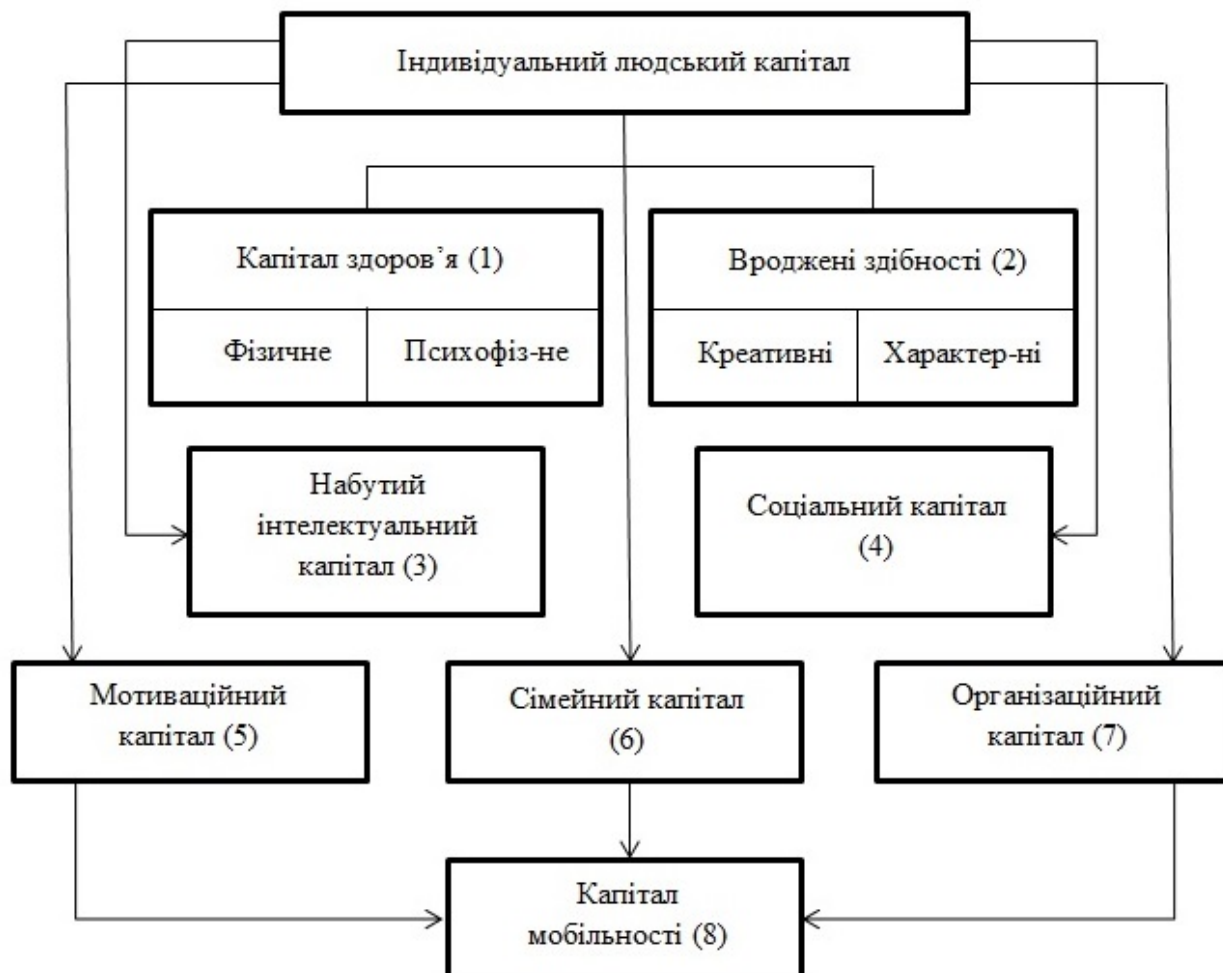 Індивідуальний людський капітал
Капітал здоров’я (1)
Вроджені здібності (2)
Фізичне
Психофіз-не
Креативні
Характер-ні
Набутий
інтелектуальний
капітал (3)
Соціальний капітал
(4)
Мотиваційний
капітал (5)
Сімейний капітал
(6)
Організаційний
капітал (7)
Капітал
мобільності (8)